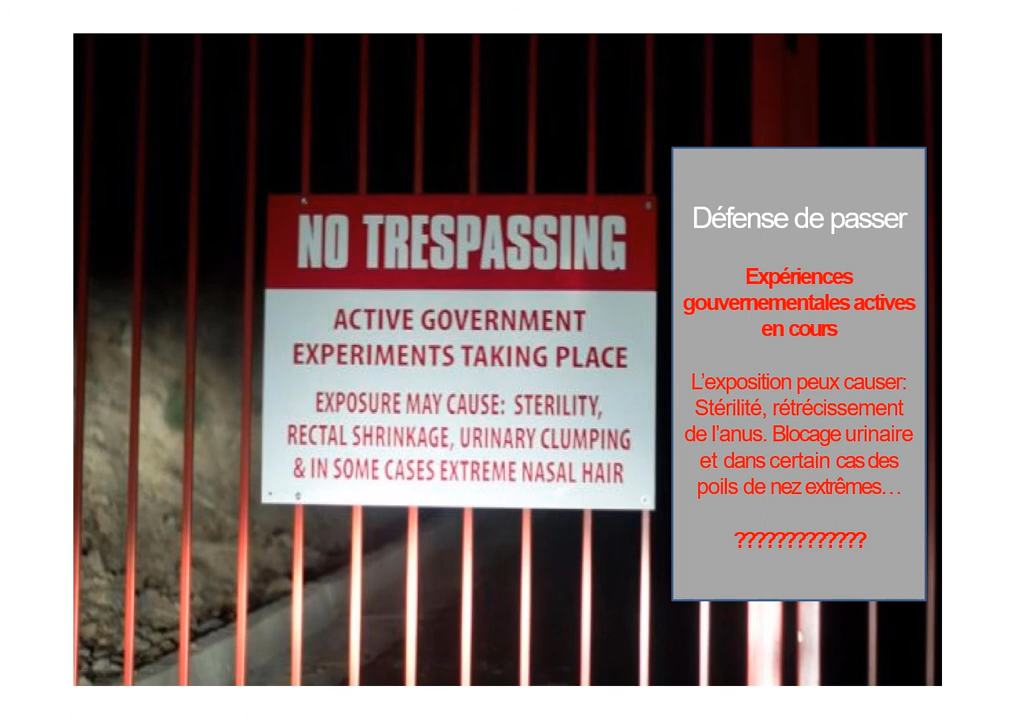 NO TRESPASSING
ACTIVE GOVERNMENT
EXPERIMENTS TAKING PLACE
EXPOSURE MAY CAUSE: STERILITY,
RECTAL SHRINKAGE, URINARY CLUMPING
& IN SOME CASES EXTREME NASAL HAIR
Défense de passer
Expériences
gouvernementales actives
en cours
L’exposition peux causer:
Stérilité, rétrécissement
de l’anus. Blocage urinaire
et dans certain cas des
poils de nez extrêmes…
?????????????